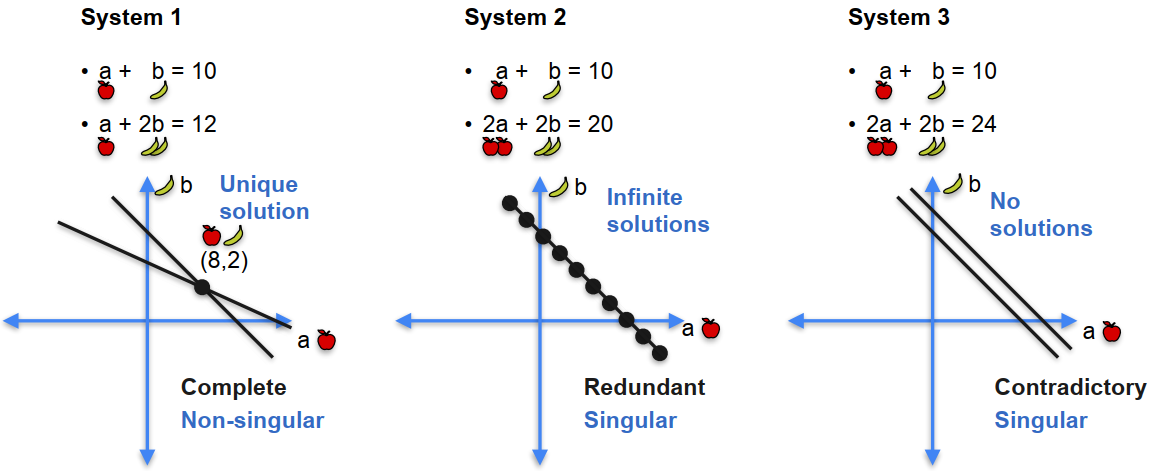 System 1
• a + b = 10
• a + 2b = 12
b
Unique
solution
(8,2)
a
Complete
Non-singular
System 2
• a + b = 10
• 2a + 2b = 20
b
Infinite
solutions
a
Redundant
Singular
System 3
• a + b = 10
• 2a + 2b = 24
b
No
solutions
a
Contradictory
Singular